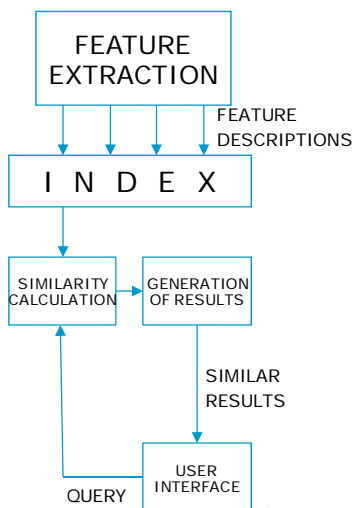 FEATURE
EXTRACTION
FEATURE
DESCRIPTIONS
I N D E X
SIMILARITY
CALCULATION
GENERATION
OF RESULTS
SIMILAR
RESULTS
USER
INTERFACE
QUERY